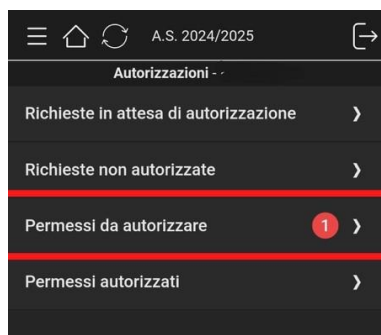 A.S. 2024/2025
Autorizzazioni -
Richieste in attesa di autorizzazione
Richieste non autorizzate
Permessi da autorizzare 1
Permessi autorizzati